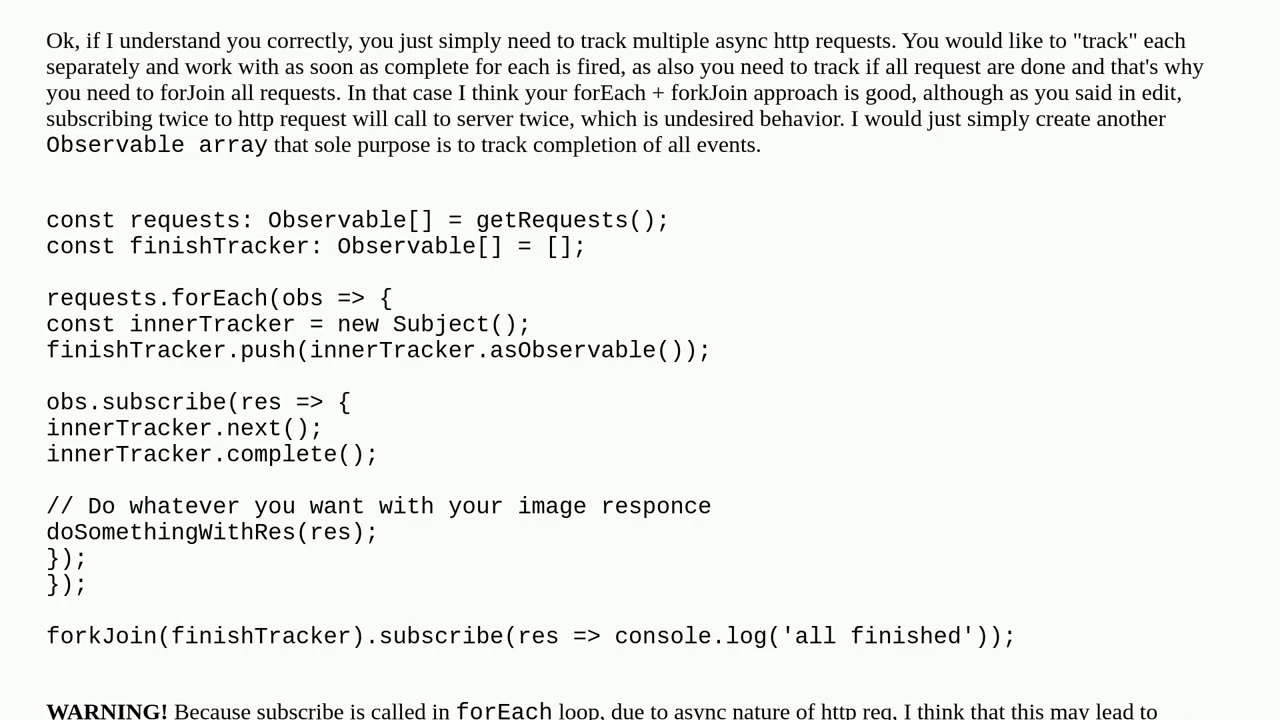 Ok, if I understand you correctly, you just simply need to track multiple async http requests. You would like to "track" each
separately and work with as soon as complete for each is fired, as also you need to track if all request are done and that's why
you need to forJoin all requests. In that case I think your forEach + forkJoin approach is good, although as you said in edit,
subscribing twice to http request will call to server twice, which is undesired behavior. I would just simply create another
Observable array that sole purpose is to track completion of all events.
const requests: Observable[] = getRequests();
const finishTracker: Observable[] = [];
requests.forEach(obs => {
const innerTracker = new Subject();
finishTracker.push(innerTracker.asObservable());
obs.subscribe(res => {
innerTracker.next();
innerTracker.complete();
// Do whatever you want with your image responce
doSomethingWithRes(res);
});
});
forkJoin(finishTracker).subscribe(res => console.log('all finished'));
WARNING! Because subscribe is called in forEach loop, due to async nature of http req, I think that this may lead to